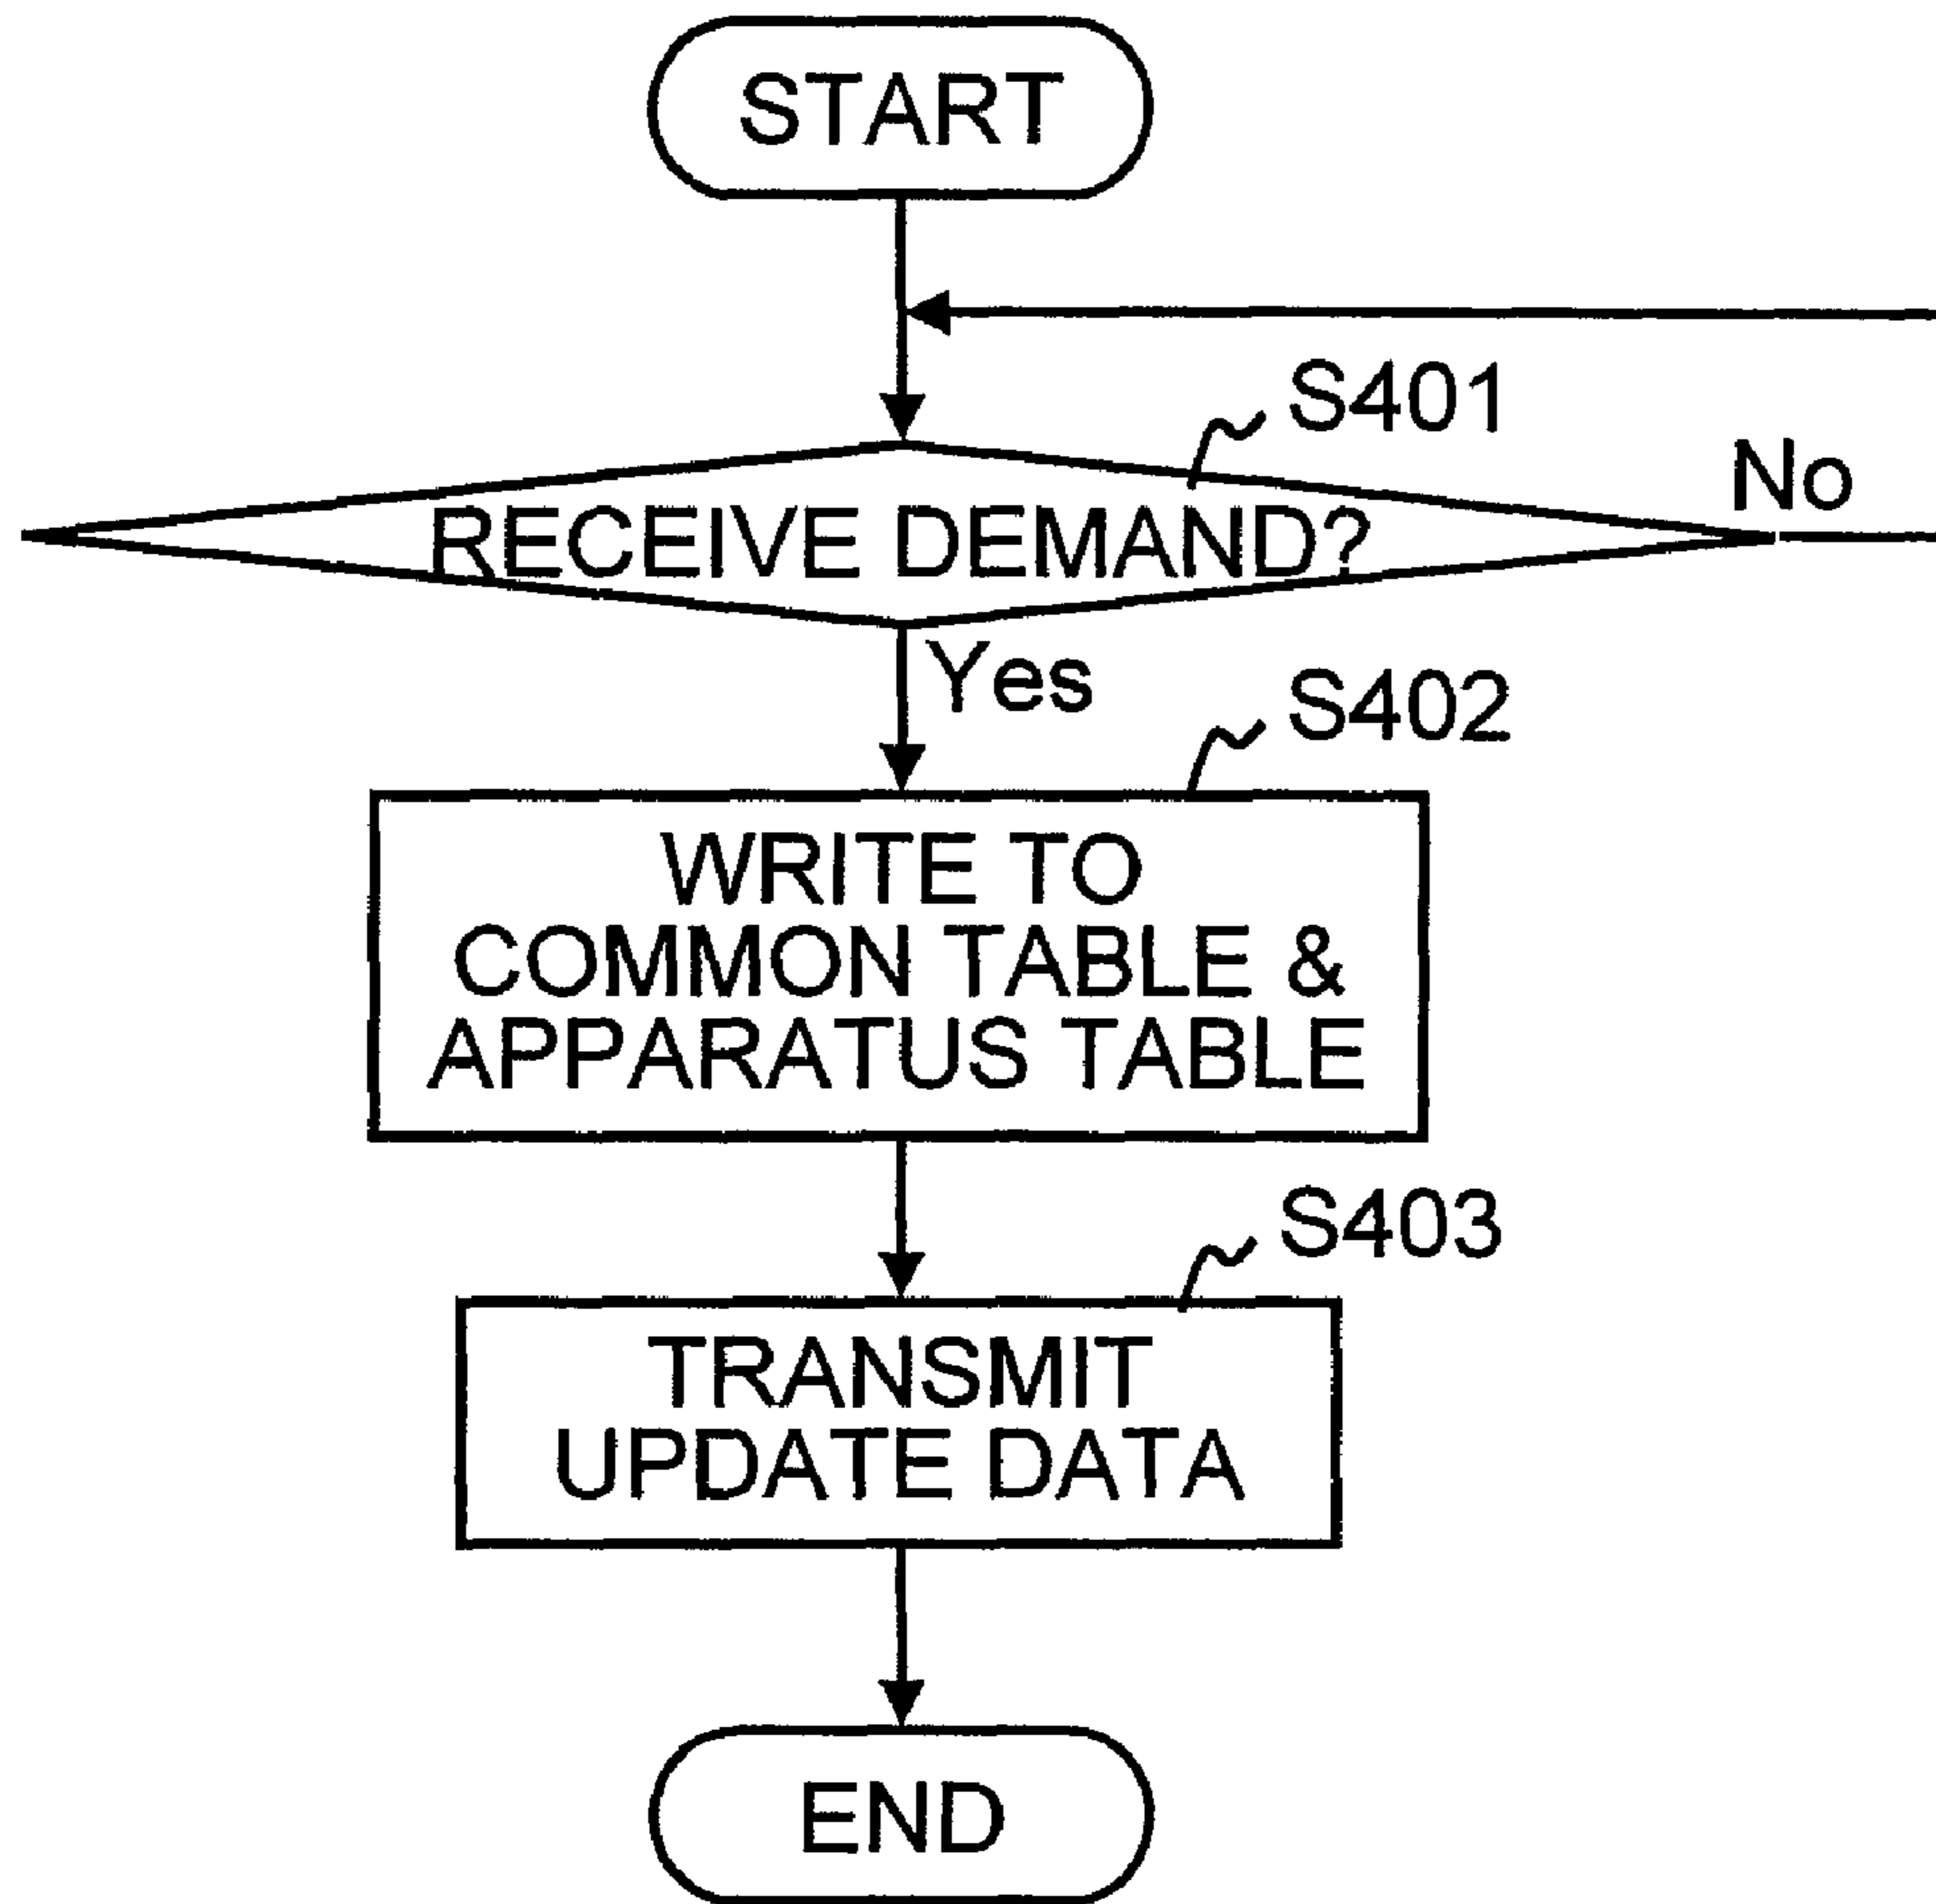 START
S401
RECEIVE DEMAND?
No
Yes
S402
WRITE TO
COMMON TABLE &
APPARATUS TABLE
S403
TRANSMIT
UPDATE DATA
END